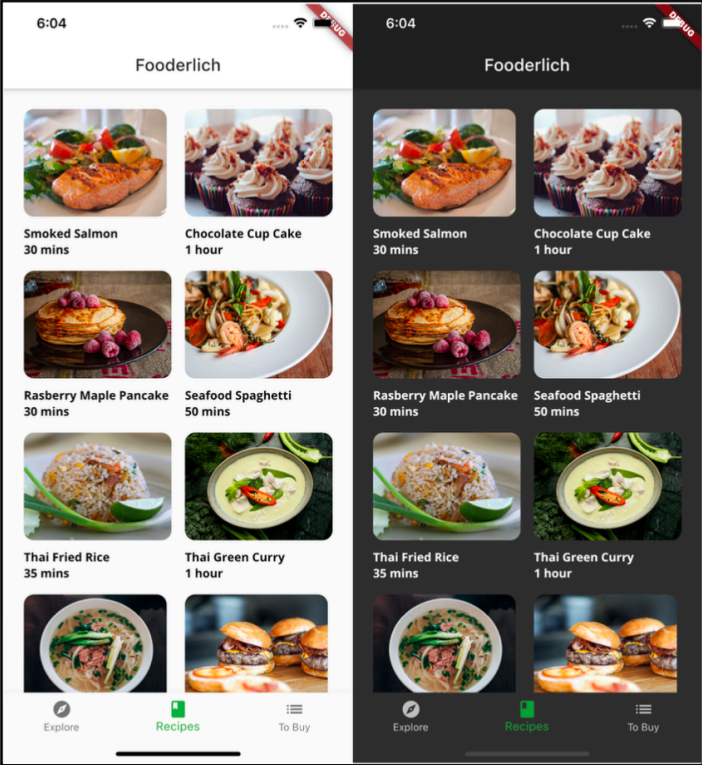 6:04
DEBUG
Fooderlich
Smoked Salmon
30 mins
Chocolate Cup Cake
1 hour
Rasberry Maple Pancake
30 mins
Seafood Spaghetti
50 mins
Thai Fried Rice
35 mins
Thai Green Curry
1 hour
Explore
Recipes
To Buy
6:04
DEBUG
Fooderlich
Smoked Salmon
30 mins
Chocolate Cup Cake
1 hour
Rasberry Maple Pancake
30 mins
Seafood Spaghetti
50 mins
Thai Fried Rice
35 mins
Thai Green Curry
1 hour
Explore
Recipes
To Buy